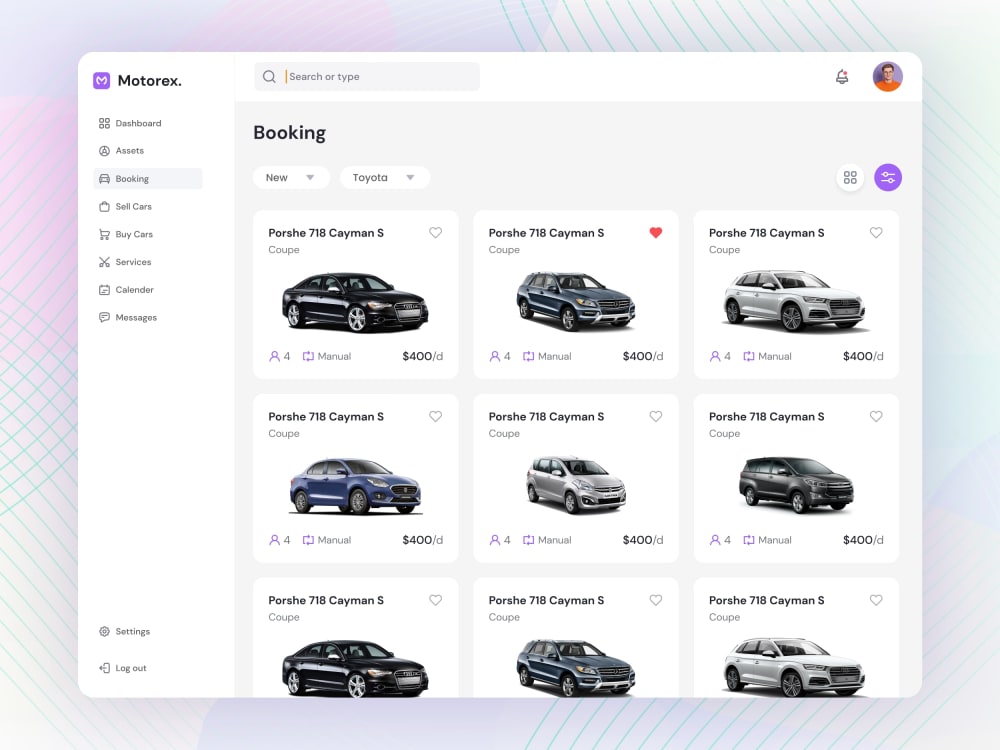 Motorex.
Search or type
Dashboard
Assets
Booking
Sell Cars
Buy Cars
Services
Calender
Messages
Settings
Log out
Booking
New
Toyota
Porshe 718 Cayman S
Coupe
4 Manual $400/d
Porshe 718 Cayman S
Coupe
4 Manual $400/d
Porshe 718 Cayman S
Coupe
4 Manual $400/d
Porshe 718 Cayman S
Coupe
4 Manual $400/d
Porshe 718 Cayman S
Coupe
4 Manual $400/d
Porshe 718 Cayman S
Coupe
4 Manual $400/d
Porshe 718 Cayman S
Coupe
Porshe 718 Cayman S
Coupe
Porshe 718 Cayman S
Coupe